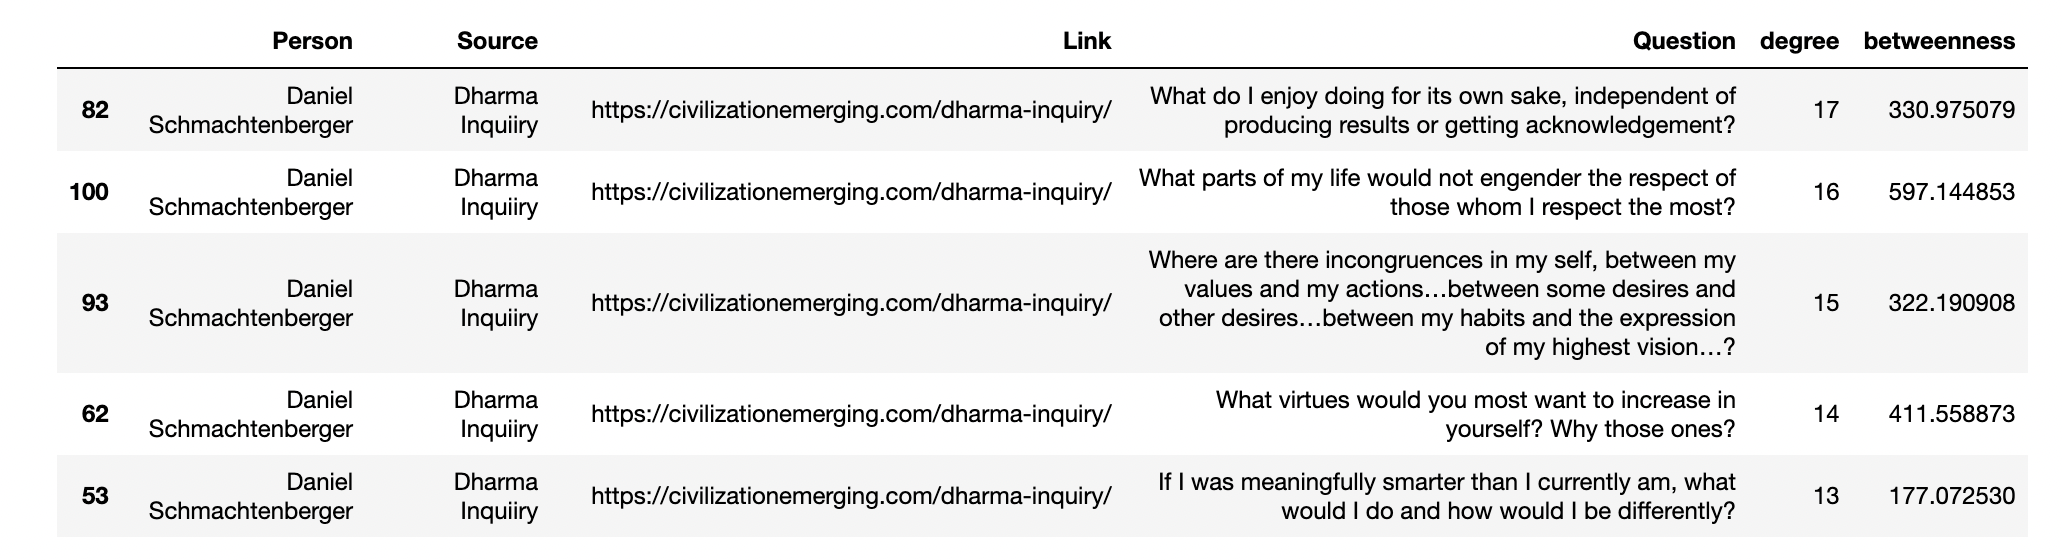 Person Source Link Question degree betweenness
82 Daniel Schmachtenberger Dharma Inquiiry https://civilizationemerging.com/dharma-inquiry/ What do I enjoy doing for its own sake, independent of producing results or getting acknowledgement? 17 330.975079
100 Daniel Schmachtenberger Dharma Inquiiry https://civilizationemerging.com/dharma-inquiry/ What parts of my life would not engender the respect of those whom I respect the most? 16 597.144853
93 Daniel Schmachtenberger Dharma Inquiiry https://civilizationemerging.com/dharma-inquiry/ Where are there incongruences in my self, between my values and my actions…between some desires and other desires…between my habits and the expression of my highest vision…? 15 322.190908
62 Daniel Schmachtenberger Dharma Inquiiry https://civilizationemerging.com/dharma-inquiry/ What virtues would you most want to increase in yourself? Why those ones? 14 411.558873
53 Daniel Schmachtenberger Dharma Inquiiry https://civilizationemerging.com/dharma-inquiry/ If I was meaningfully smarter than I currently am, what would I do and how would I be differently? 13 177.072530